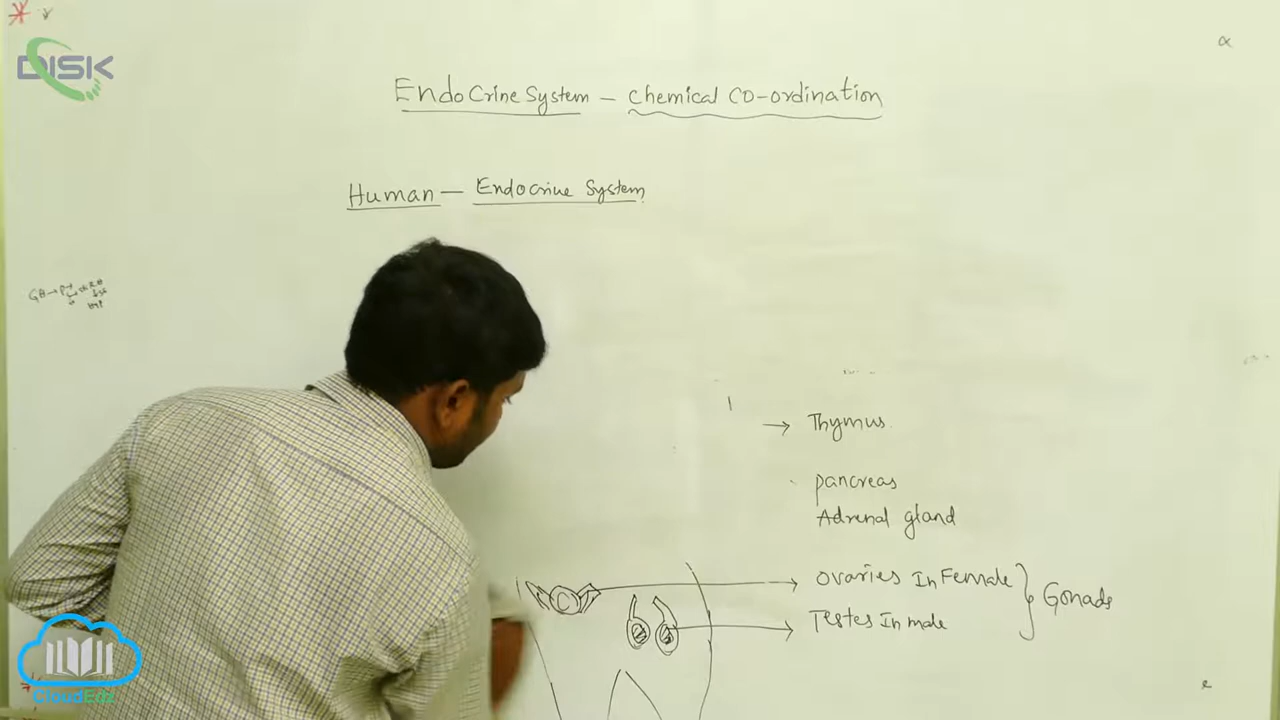 DISK
Endocrine System – chemical co-ordination
Human – Endocrine System
→ Thymus
pancreas
Adrenal gland
ovaries In Female
Testes In male
Gonads
CloudEdz